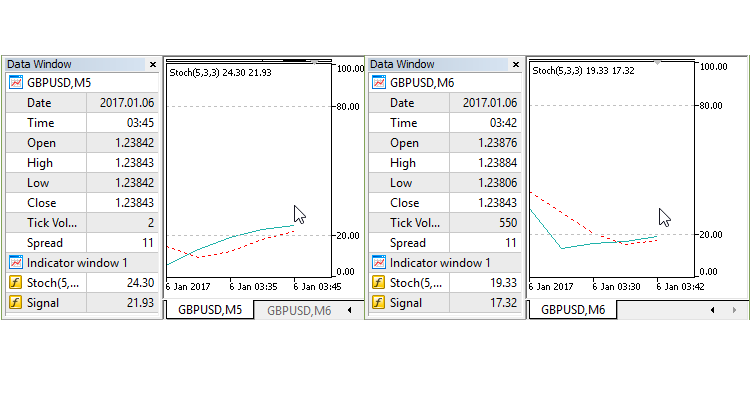 Data Window ×
GBPUSD,M5
Date 2017.01.06
Time 03:45
Open 1.23842
High 1.23843
Low 1.23842
Close 1.23843
Tick Vol... 2
Spread 11
Indicator window 1
Stoch(5,... 24.30
Signal 21.93
Stoch(5,3,3) 24.30 21.93
100.00
80.00
20.00
0.00
6 Jan 2017 6 Jan 03:35 6 Jan 03:45
GBPUSD,M5 GBPUSD,M6
Data Window ×
GBPUSD,M6
Date 2017.01.06
Time 03:42
Open 1.23876
High 1.23884
Low 1.23806
Close 1.23843
Tick Vol... 550
Spread 11
Indicator window 1
Stoch(5,... 19.33
Signal 17.32
Stoch(5,3,3) 19.33 17.32
100.00
80.00
20.00
0.00
6 Jan 2017 6 Jan 03:30 6 Jan 03:42
GBPUSD,M6